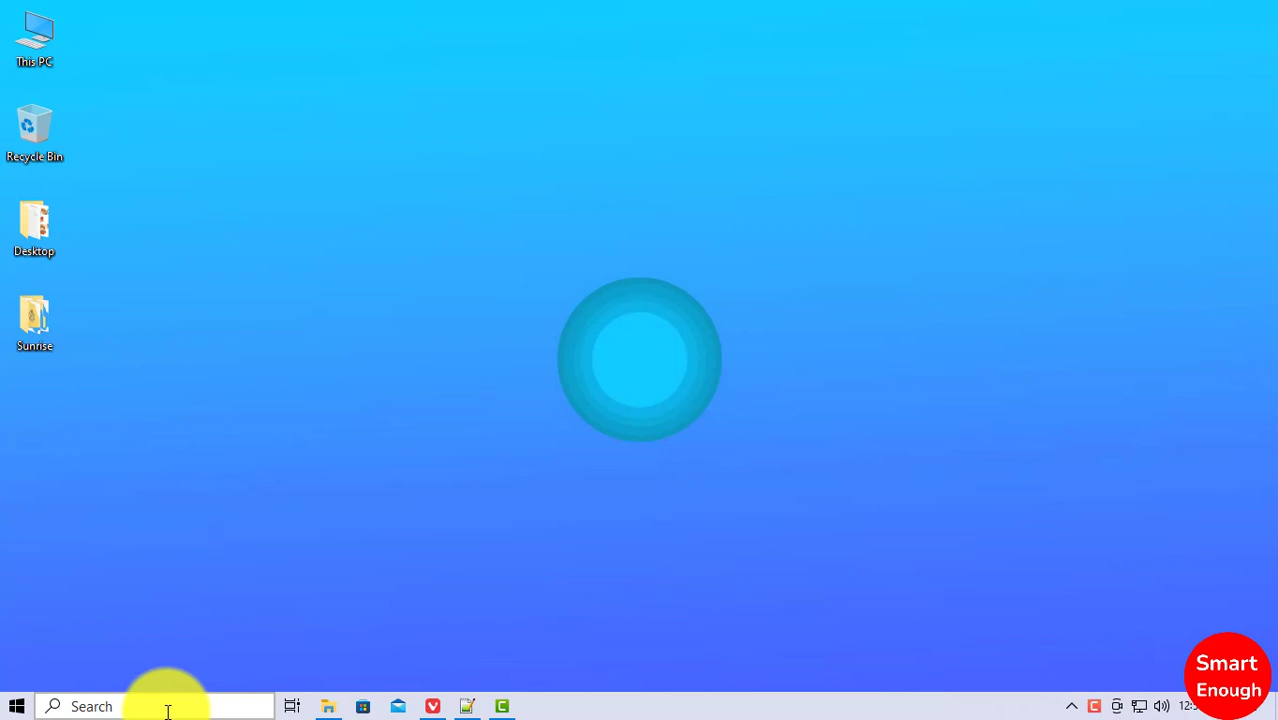 This PC
Recycle Bin
Desktop
Sunrise
Search
Smart
Enough